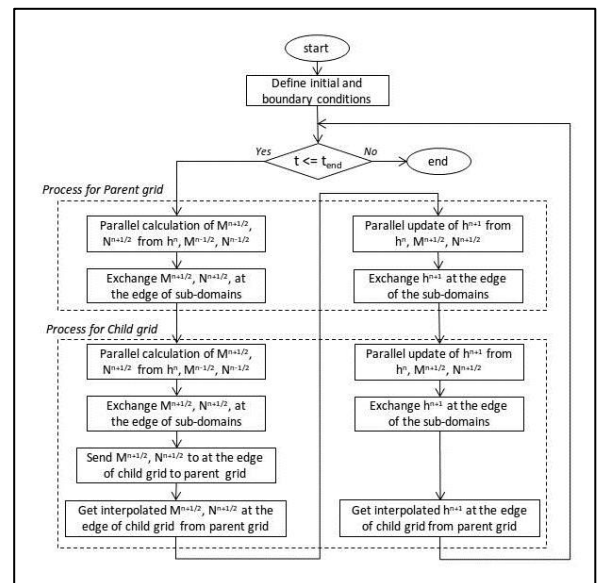 start
Define initial and
boundary conditions
Yes
t <= tₑₙd
No
end
Process for Parent grid
Parallel calculation of Mⁿ⁺¹/²,
Nⁿ⁺¹/² from hⁿ, Mⁿ⁻¹/², Nⁿ⁻¹/²
Exchange Mⁿ⁺¹/², Nⁿ⁺¹/², at
the edge of sub-domains
Parallel update of hⁿ⁺¹ from
hⁿ, Mⁿ⁺¹/², Nⁿ⁺¹/²
Exchange hⁿ⁺¹ at the edge
of the sub-domains
Process for Child grid
Parallel calculation of Mⁿ⁺¹/²,
Nⁿ⁺¹/² from hⁿ, Mⁿ⁻¹/², Nⁿ⁻¹/²
Exchange Mⁿ⁺¹/², Nⁿ⁺¹/², at
the edge of sub-domains
Send Mⁿ⁺¹/², Nⁿ⁺¹/² to at the edge
of child grid to parent grid
Get interpolated Mⁿ⁺¹/², Nⁿ⁺¹/² at the
edge of child grid from parent grid
Parallel update of hⁿ⁺¹ from
hⁿ, Mⁿ⁺¹/², Nⁿ⁺¹/²
Exchange hⁿ⁺¹ at the edge
of the sub-domains
Get interpolated hⁿ⁺¹ at the edge
of child grid from parent grid